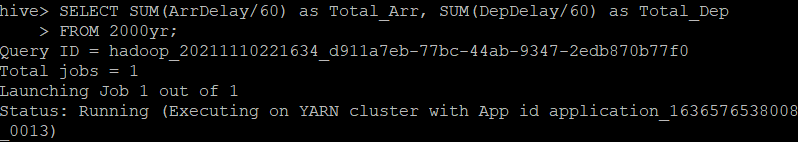 hive> SELECT SUM(ArrDelay/60) as Total_Arr, SUM(DepDelay/60) as Total_Dep
    > FROM 2000yr;
Query ID = hadoop_20211110221634_d911a7eb-77bc-44ab-9347-2edb870b77f0
Total jobs = 1
Launching Job 1 out of 1
Status: Running (Executing on YARN cluster with App id application_1636576538008
_0013)